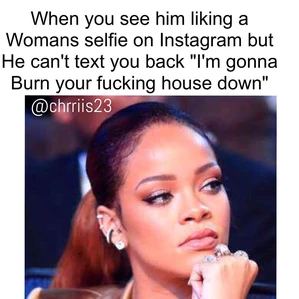 When you see him liking a
Womans selfie on Instagram but
He can't text you back "I'm gonna
Burn your fucking house down"
@chrriis23